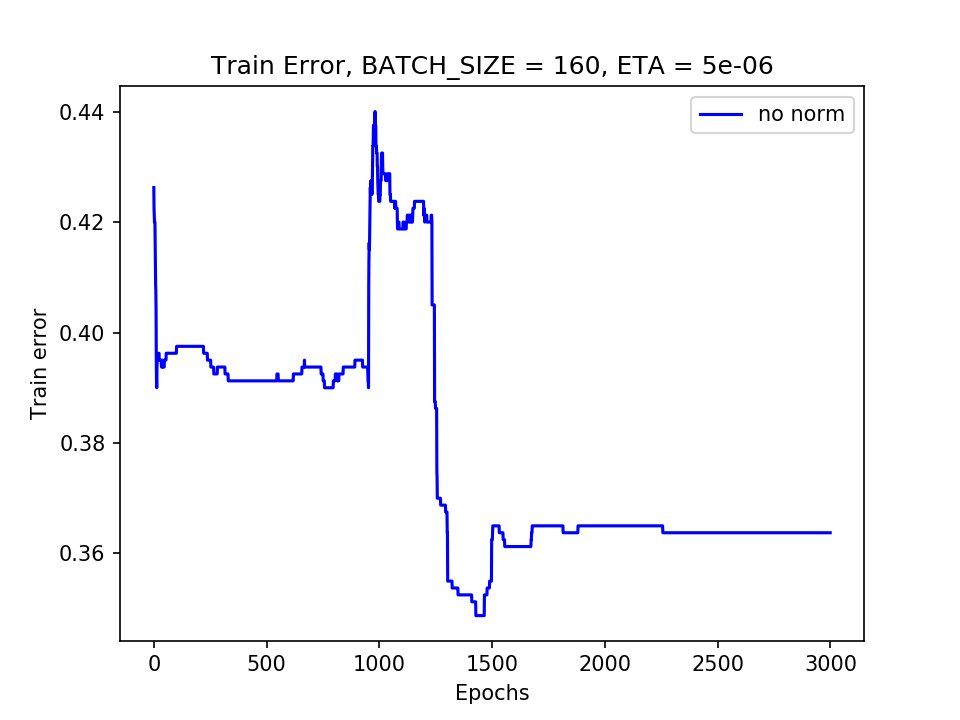 Train Error, BATCH_SIZE = 160, ETA = 5e-06
no norm
Train error
0.44
0.42
0.40
0.38
0.36
0 500 1000 1500 2000 2500 3000
Epochs